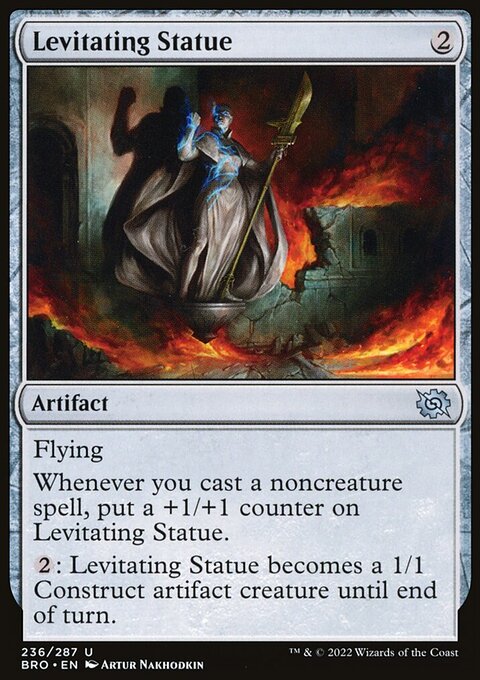 Levitating Statue 2
Artifact
Flying
Whenever you cast a noncreature
spell, put a +1/+1 counter on
Levitating Statue.
2: Levitating Statue becomes a 1/1
Construct artifact creature until end
of turn.
236/287 U
BRO • EN Artur Nakhodkin
™ & © 2022 Wizards of the Coast